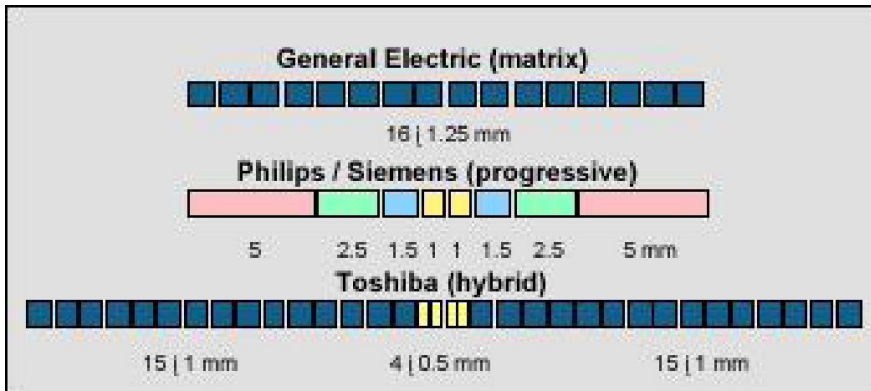 General Electric (matrix)
16 ¡ 1.25 mm
Philips / Siemens (progressive)
5 2.5 1.5 1 1 1.5 2.5 5 mm
Toshiba (hybrid)
15 ¡ 1 mm 4 ¡ 0.5 mm 15 ¡ 1 mm